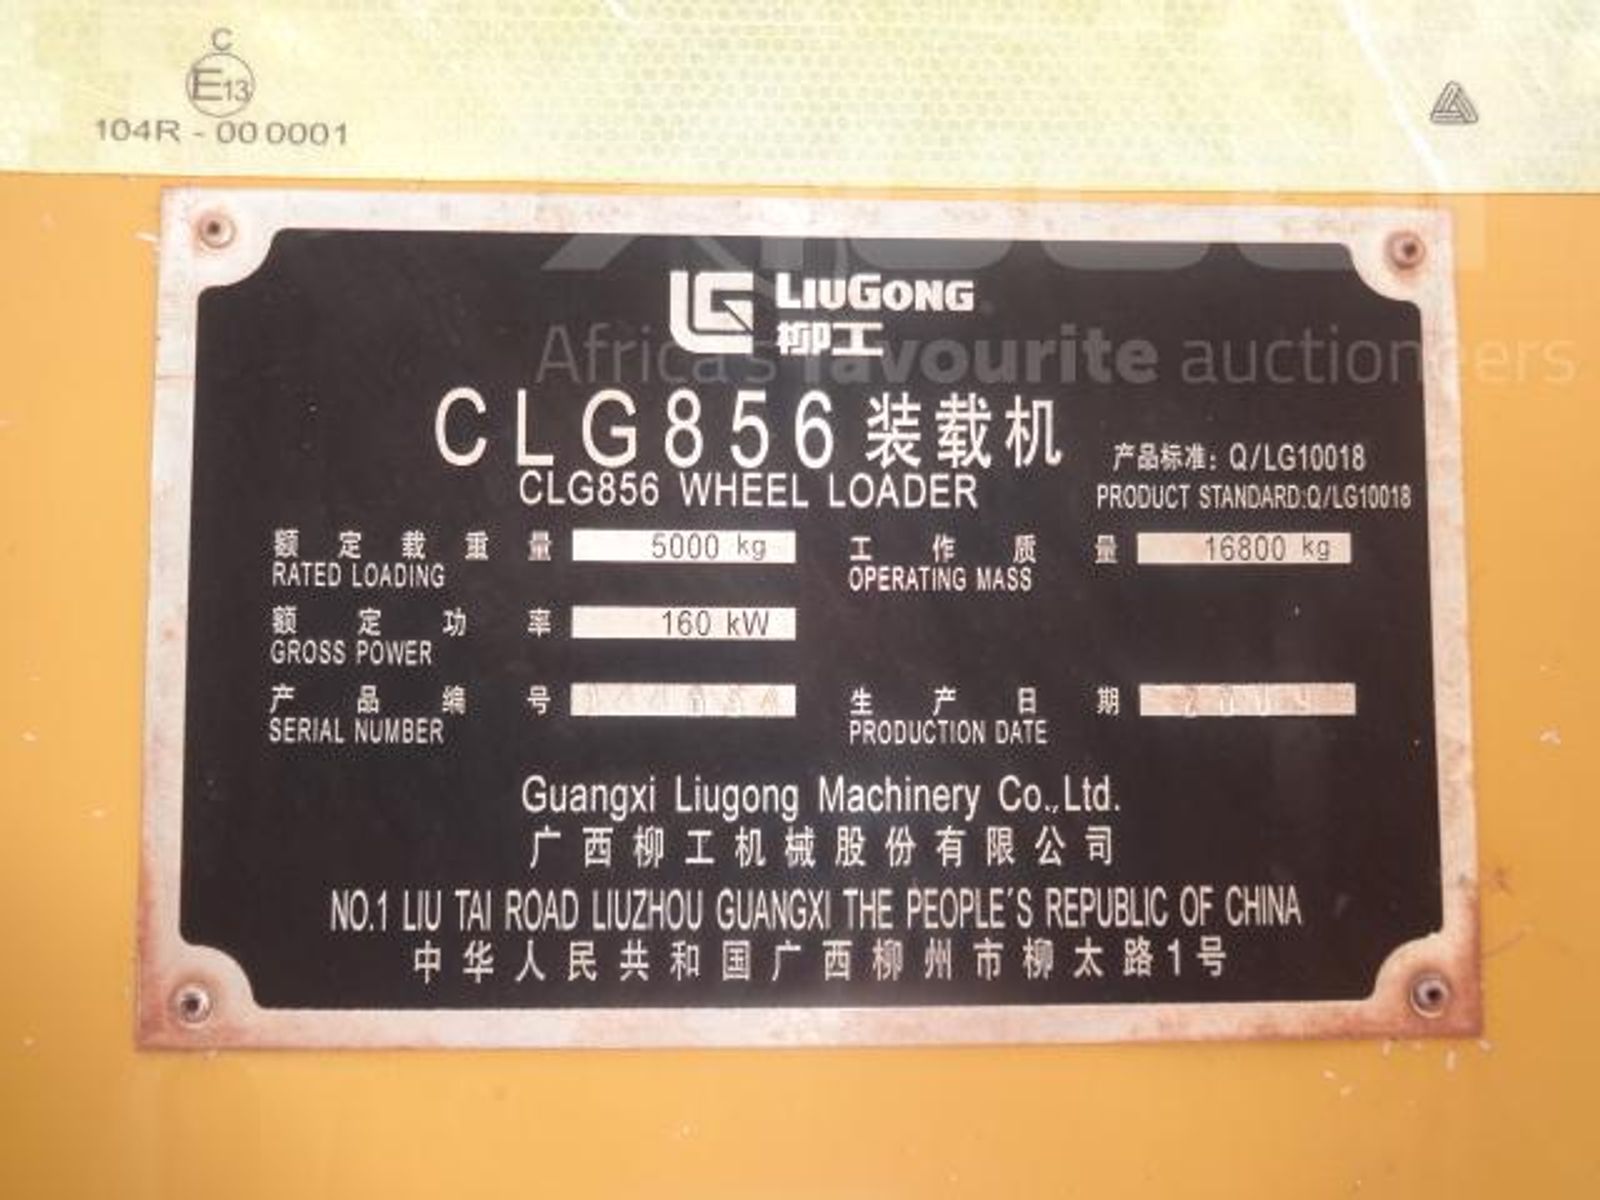 C
E13
104R - 00 0001
LG LIUGONG
柳工
Africa's favourite auctioneers
CLG856 装载机
CLG856 WHEEL LOADER
产品标准: Q/LG10018
PRODUCT STANDARD:Q/LG10018
额定载重量 5000 kg 工作质量 16800 kg
RATED LOADING OPERATING MASS
额定功率 160 kW
GROSS POWER
产品编号 生产日期
SERIAL NUMBER PRODUCTION DATE
Guangxi Liugong Machinery Co.,Ltd.
广西柳工机械股份有限公司
NO.1 LIU TAI ROAD LIUZHOU GUANGXI THE PEOPLE'S REPUBLIC OF CHINA
中华人民共和国广西柳州市柳太路1号